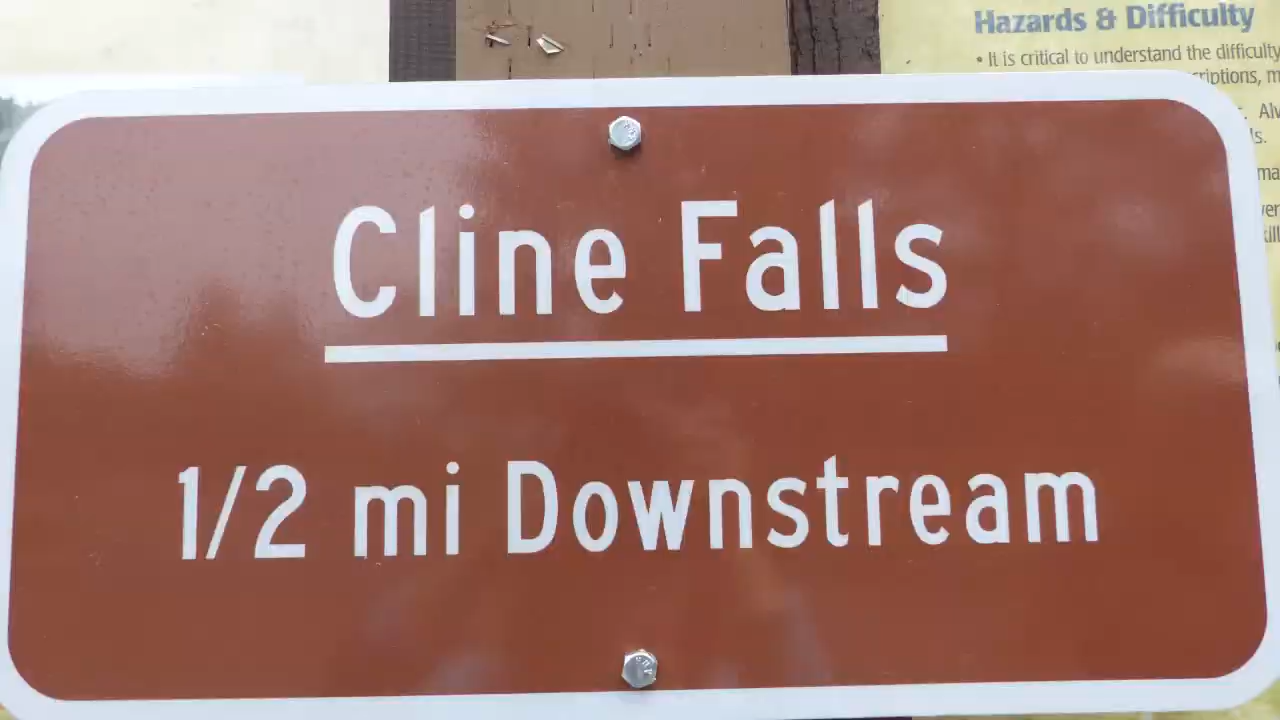 Hazards & Difficulty
• It is critical to understand the difficulty
Cline Falls
1/2 mi Downstream